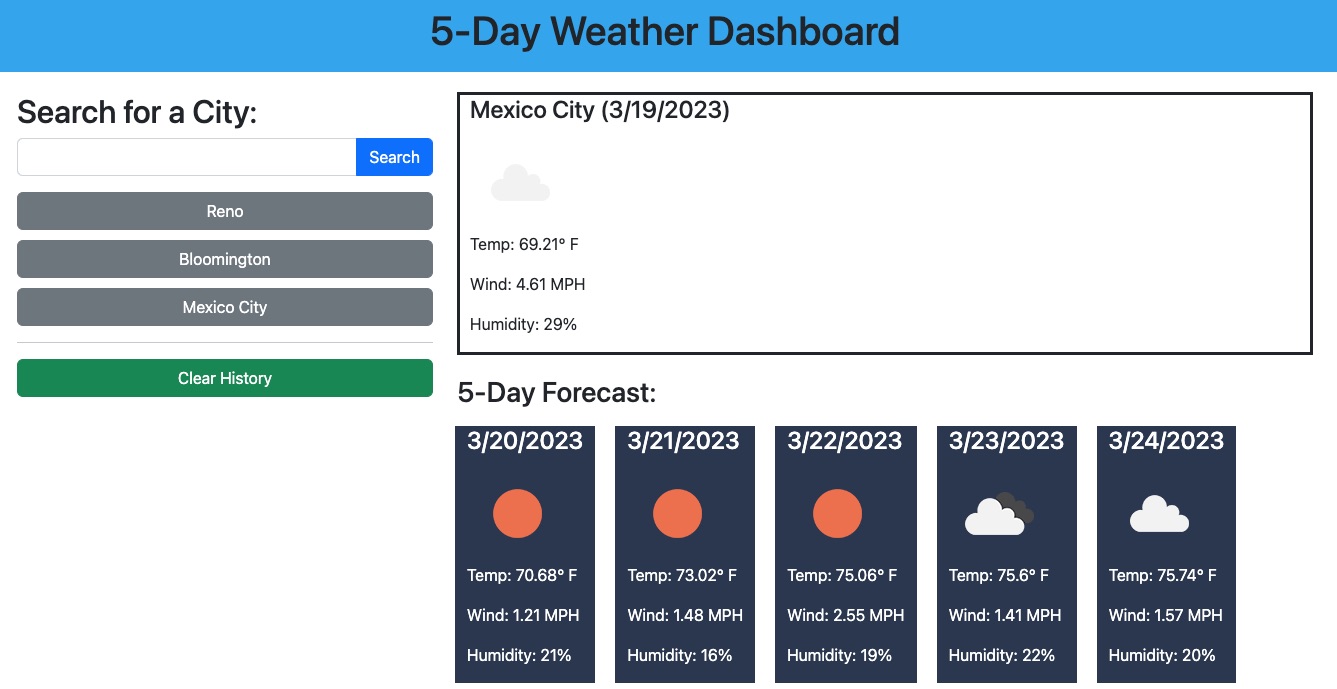 5-Day Weather Dashboard
Search for a City:
Search
Reno
Bloomington
Mexico City
Clear History
Mexico City (3/19/2023)
Temp: 69.21° F
Wind: 4.61 MPH
Humidity: 29%
5-Day Forecast:
3/20/2023
Temp: 70.68° F
Wind: 1.21 MPH
Humidity: 21%
3/21/2023
Temp: 73.02° F
Wind: 1.48 MPH
Humidity: 16%
3/22/2023
Temp: 75.06° F
Wind: 2.55 MPH
Humidity: 19%
3/23/2023
Temp: 75.6° F
Wind: 1.41 MPH
Humidity: 22%
3/24/2023
Temp: 75.74° F
Wind: 1.57 MPH
Humidity: 20%